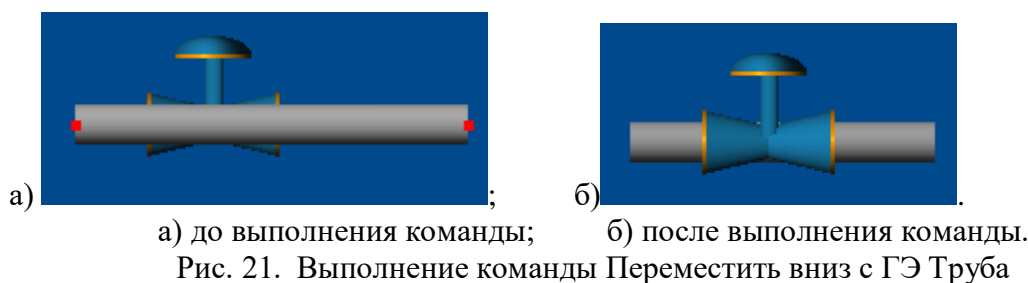 а) ; б) .
а) до выполнения команды; б) после выполнения команды.
Рис. 21. Выполнение команды Переместить вниз с ГЭ Труба